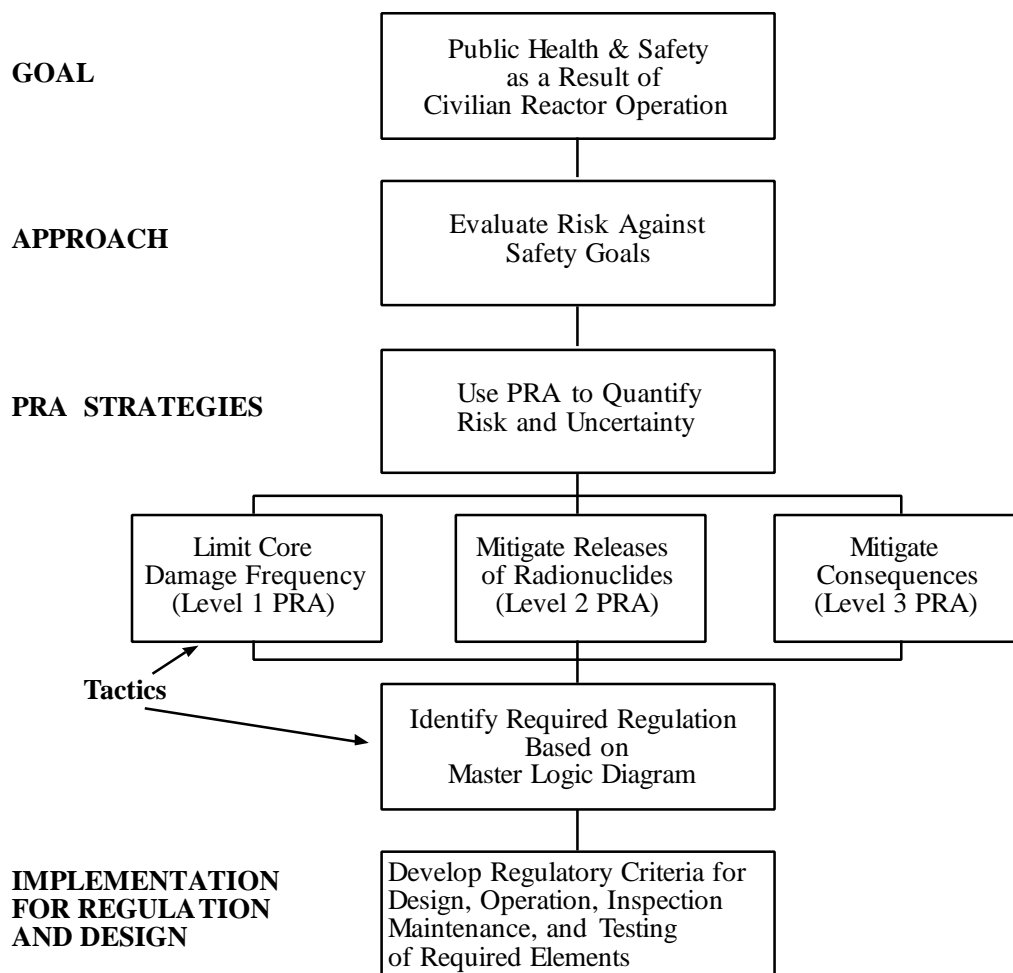 GOAL
Public Health & Safety
as a Result of
Civilian Reactor Operation
APPROACH
Evaluate Risk Against
Safety Goals
PRA STRATEGIES
Use PRA to Quantify
Risk and Uncertainty
Limit Core
Damage Frequency
(Level 1 PRA)
Mitigate Releases
of Radionuclides
(Level 2 PRA)
Mitigate
Consequences
(Level 3 PRA)
Tactics
Identify Required Regulation
Based on
Master Logic Diagram
IMPLEMENTATION
FOR REGULATION
AND DESIGN
Develop Regulatory Criteria for
Design, Operation, Inspection
Maintenance, and Testing
of Required Elements